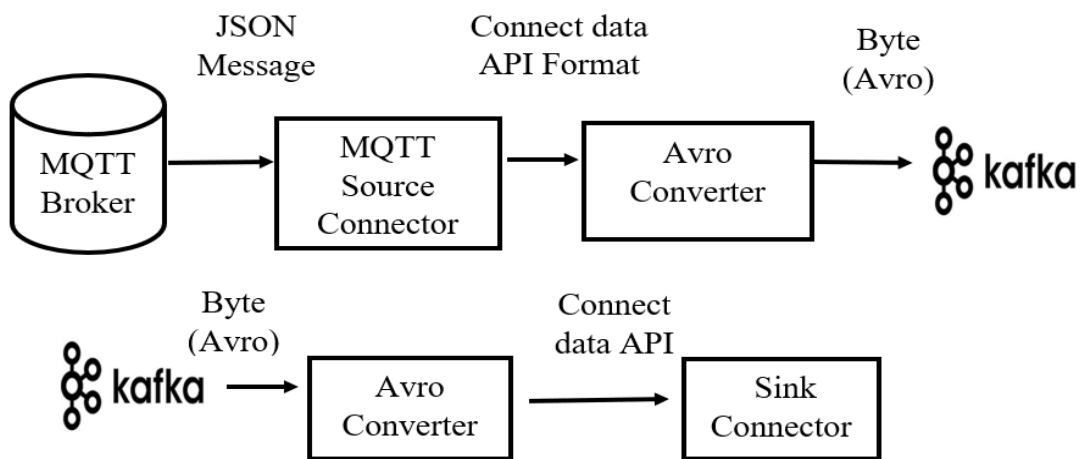 JSON
Message
Connect data
API Format
Byte
(Avro)
MQTT
Broker
MQTT
Source
Connector
Avro
Converter
kafka
Byte
(Avro)
Connect
data API
kafka
Avro
Converter
Sink
Connector